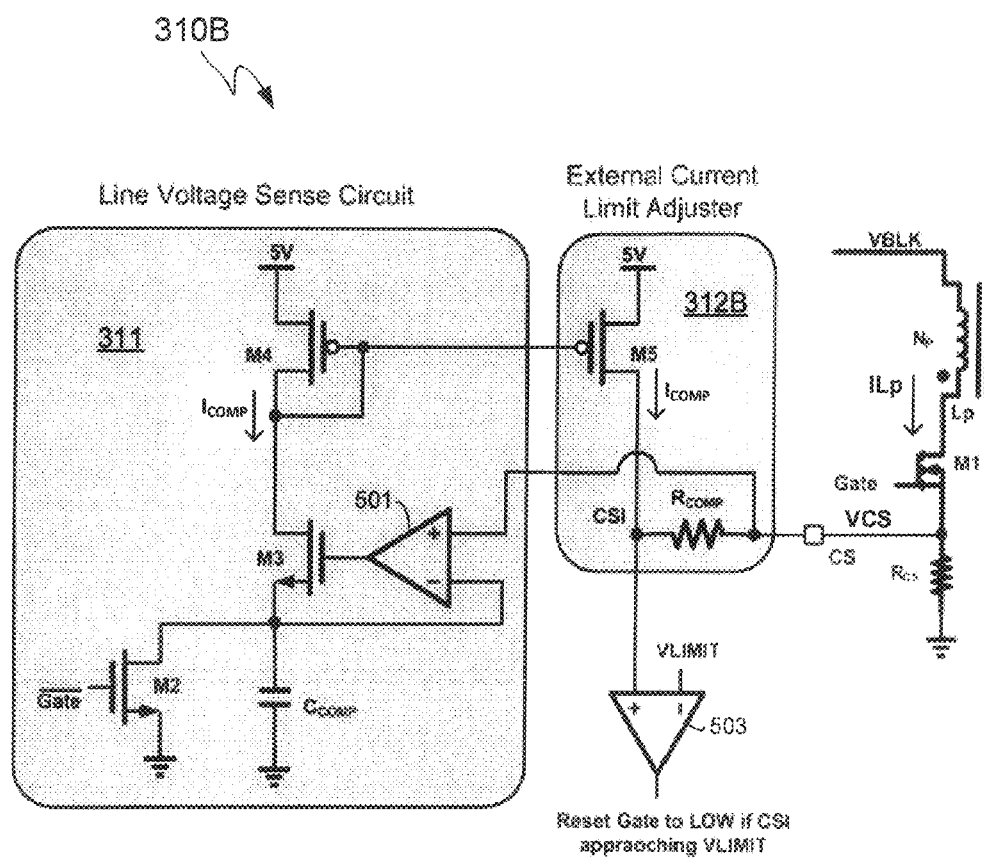 310B
Line Voltage Sense Circuit
External Current
Limit Adjuster
5V
5V
VBLK
311
312B
M4
M5
NP
ILp
Lp
ICOMP
ICOMP
M1
Gate
501
RCOMP
CSi
VCS
CS
M3
+
−
RCS
VLIMIT
M2
Gate
CCOMP
+
−
503
Reset Gate to LOW if CSi
appraoching VLIMIT